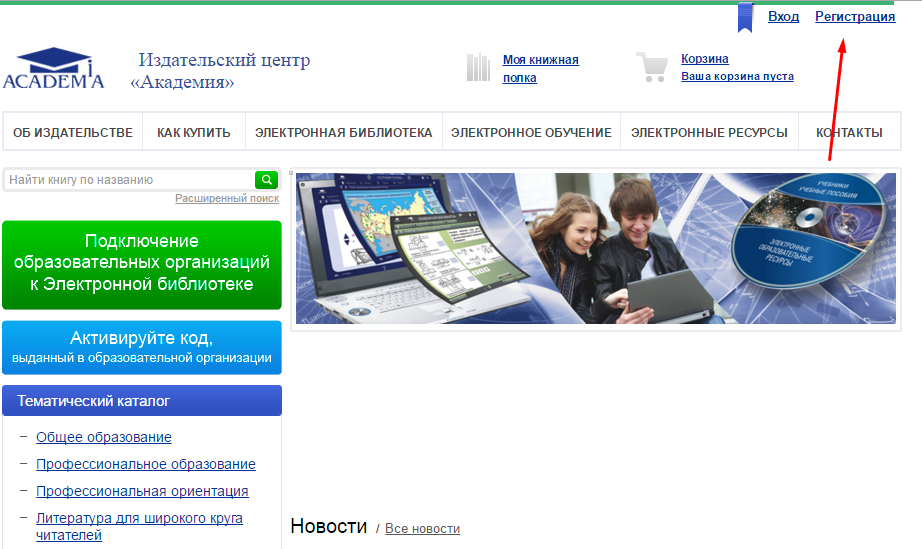 Вход Регистрация
ACADEMiA
Издательский центр
«Академия»
Моя книжная
полка
Корзина
Ваша корзина пуста
ОБ ИЗДАТЕЛЬСТВЕ КАК КУПИТЬ ЭЛЕКТРОННАЯ БИБЛИОТЕКА ЭЛЕКТРОННОЕ ОБУЧЕНИЕ ЭЛЕКТРОННЫЕ РЕСУРСЫ КОНТАКТЫ
Найти книгу по названию
Расширенный поиск
УЧЕБНИКИ
УЧЕБНЫЕ ПОСОБИЯ
ЭЛЕКТРОННЫЕ
ОБРАЗОВАТЕЛЬНЫЕ
РЕСУРСЫ
Подключение
образовательных организаций
к Электронной библиотеке
Активируйте код,
выданный в образовательной организации
Тематический каталог
– Общее образование
– Профессиональное образование
– Профессиональная ориентация
– Литература для широкого круга
читателей
Новости / Все новости